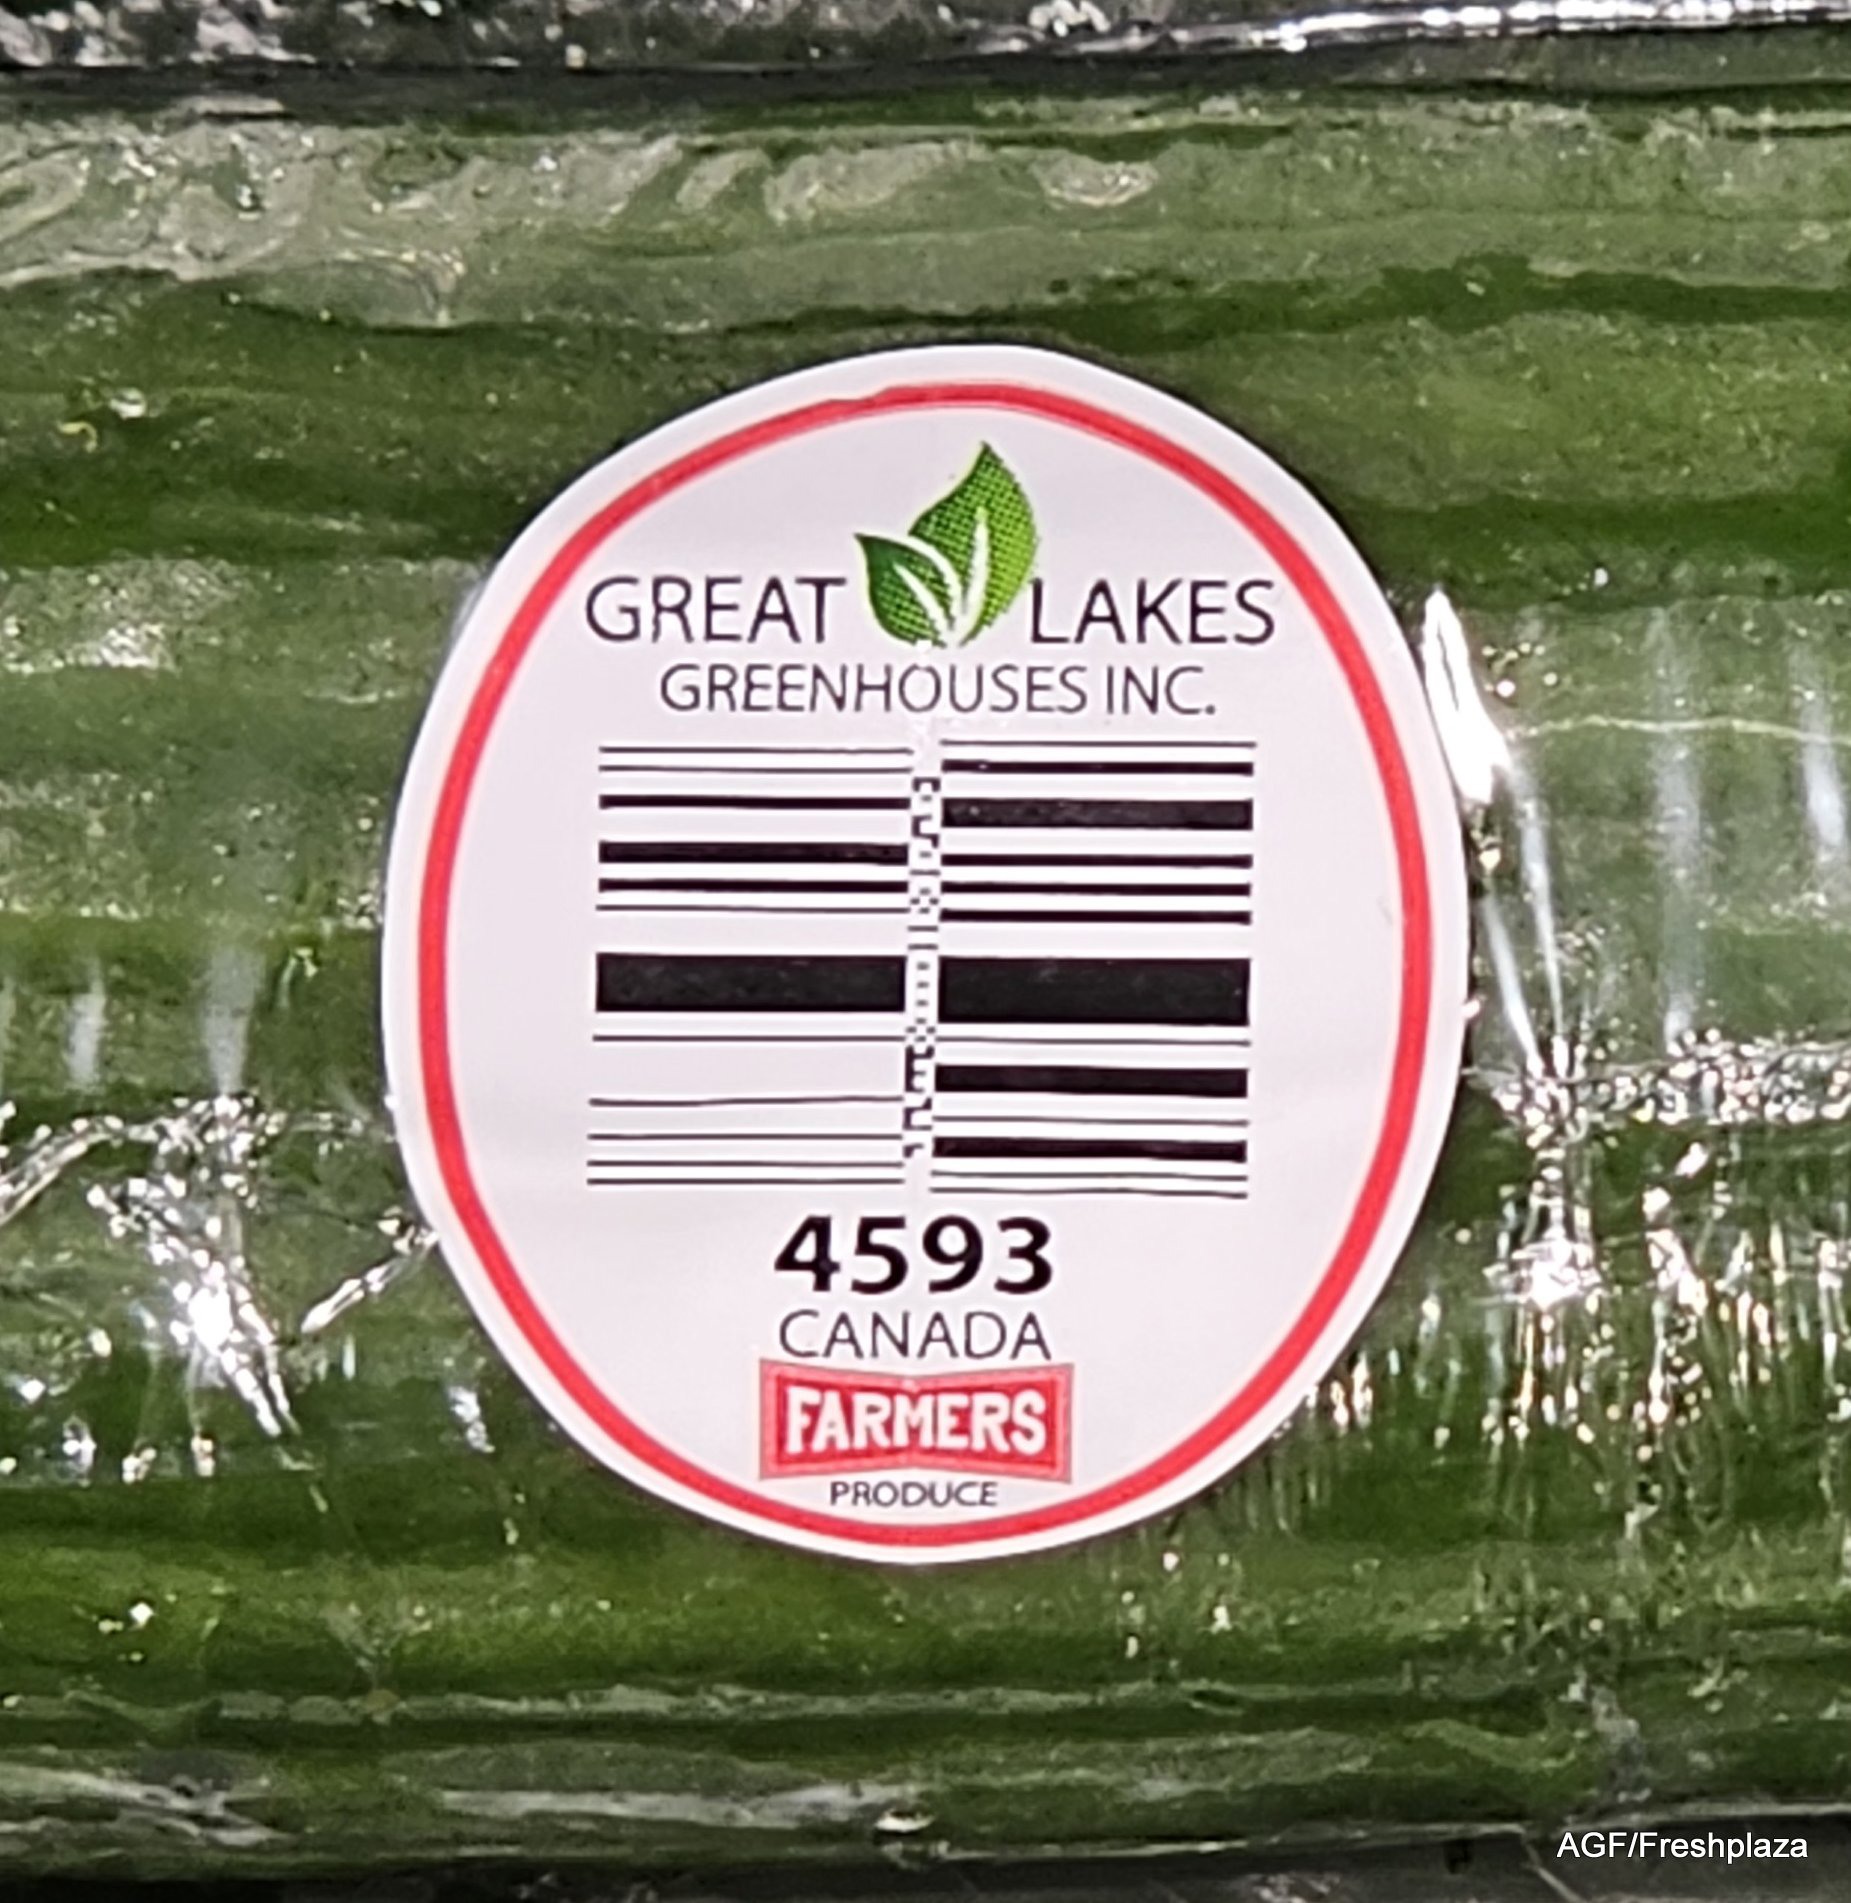 GREAT LAKES
GREENHOUSES INC.
4593
CANADA
FARMERS
PRODUCE
AGF/Freshplaza